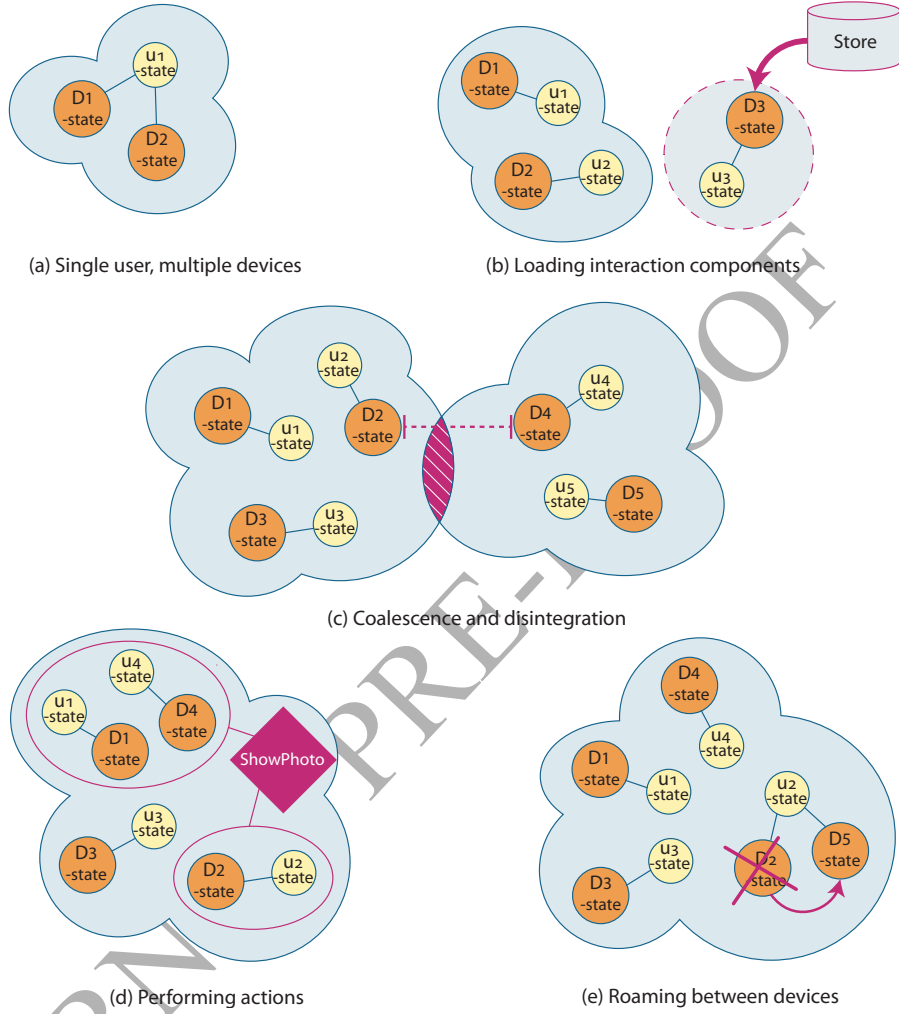 u1
-state
D1
-state
D2
-state
(a) Single user, multiple devices
Store
D1
-state
u1
-state
D2
-state
u2
-state
D3
-state
u3
-state
(b) Loading interaction components
u2
-state
D1
-state
u1
-state
D2
-state
D3
-state
u3
-state
u4
-state
D4
-state
u5
-state
D5
-state
(c) Coalescence and disintegration
u4
-state
u1
-state
D4
-state
D1
-state
ShowPhoto
u3
-state
D3
-state
D2
-state
u2
-state
(d) Performing actions
D4
-state
u4
-state
D1
-state
u1
-state
u2
-state
u3
-state
D3
-state
D2
-state
D5
-state
(e) Roaming between devices
PRE-
OOF